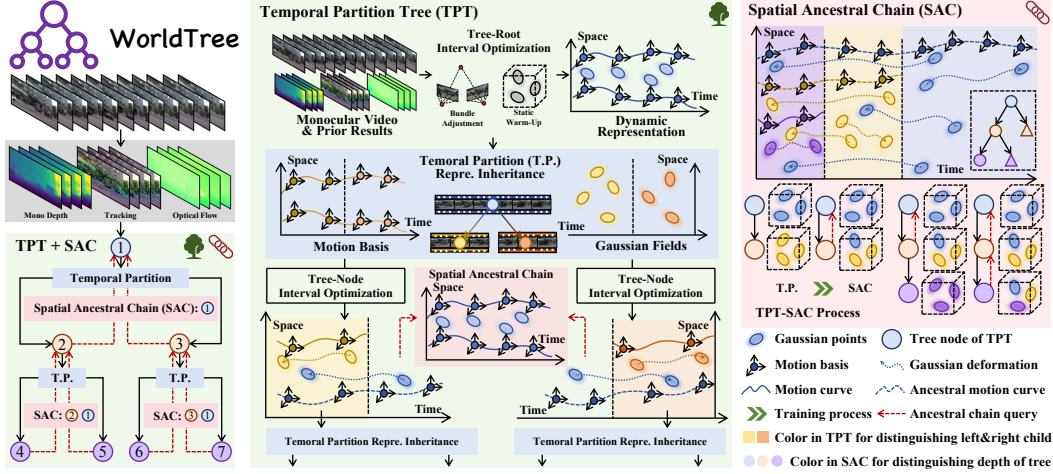 WorldTree
Mono Depth
Tracking
Optical Flow
TPT + SAC
1
Temporal Partition
Spatial Ancestral Chain (SAC): 1
2
3
T.P.
T.P.
SAC: 2 1
SAC: 3 1
4
5
6
7
Temporal Partition Tree (TPT)
Tree-Root
Interval Optimization
Monocular Video
& Prior Results
Bundle
Adjustment
Static
Warm-Up
Space
Time
Dynamic
Representation
Temoral Partition (T.P.)
Repre. Inheritance
Space
Time
Motion Basis
Time
Gaussian Fields
Tree-Node
Interval Optimization
Spatial Ancestral Chain
Space
Time
Tree-Node
Interval Optimization
Space
Time
Space
Time
Temporal Partition Repre. Inheritance
Temporal Partition Repre. Inheritance
Spatial Ancestral Chain (SAC)
Space
Time
T.P.
SAC
TPT-SAC Process
Gaussian points
Tree node of TPT
Motion basis
Gaussian deformation
Motion curve
Ancestral motion curve
Training process
Ancestral chain query
Color in TPT for distinguishing left&right child
Color in SAC for distinguishing depth of tree